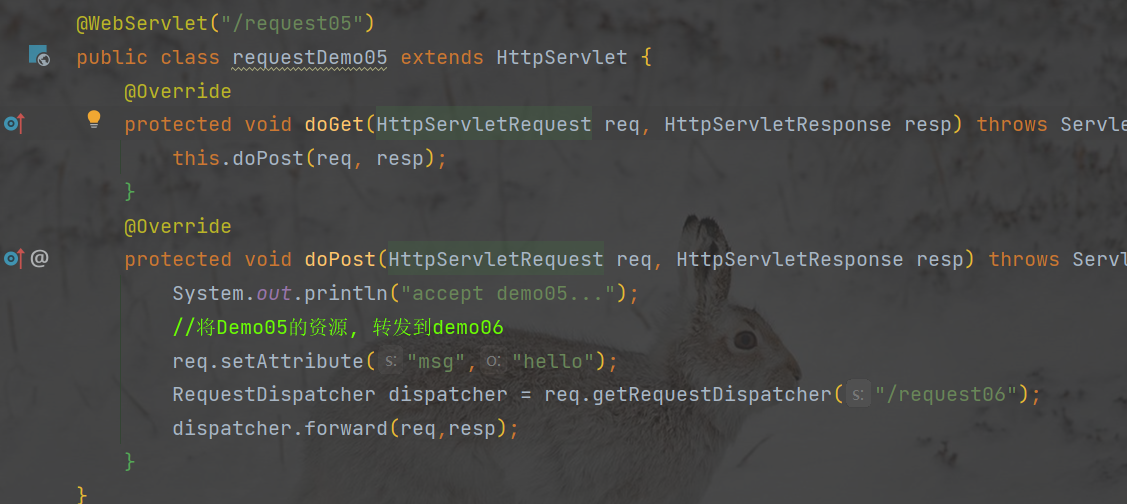 @WebServlet("/request05")
public class requestDemo05 extends HttpServlet {
@Override
protected void doGet(HttpServletRequest req, HttpServletResponse resp) throws Servle
this.doPost(req, resp);
}
@Override
@ protected void doPost(HttpServletRequest req, HttpServletResponse resp) throws Servl
System.out.println("accept demo05...");
//将Demo05的资源, 转发到demo06
req.setAttribute( s: "msg", o: "hello");
RequestDispatcher dispatcher = req.getRequestDispatcher( s: "/request06");
dispatcher.forward(req,resp);
}
}